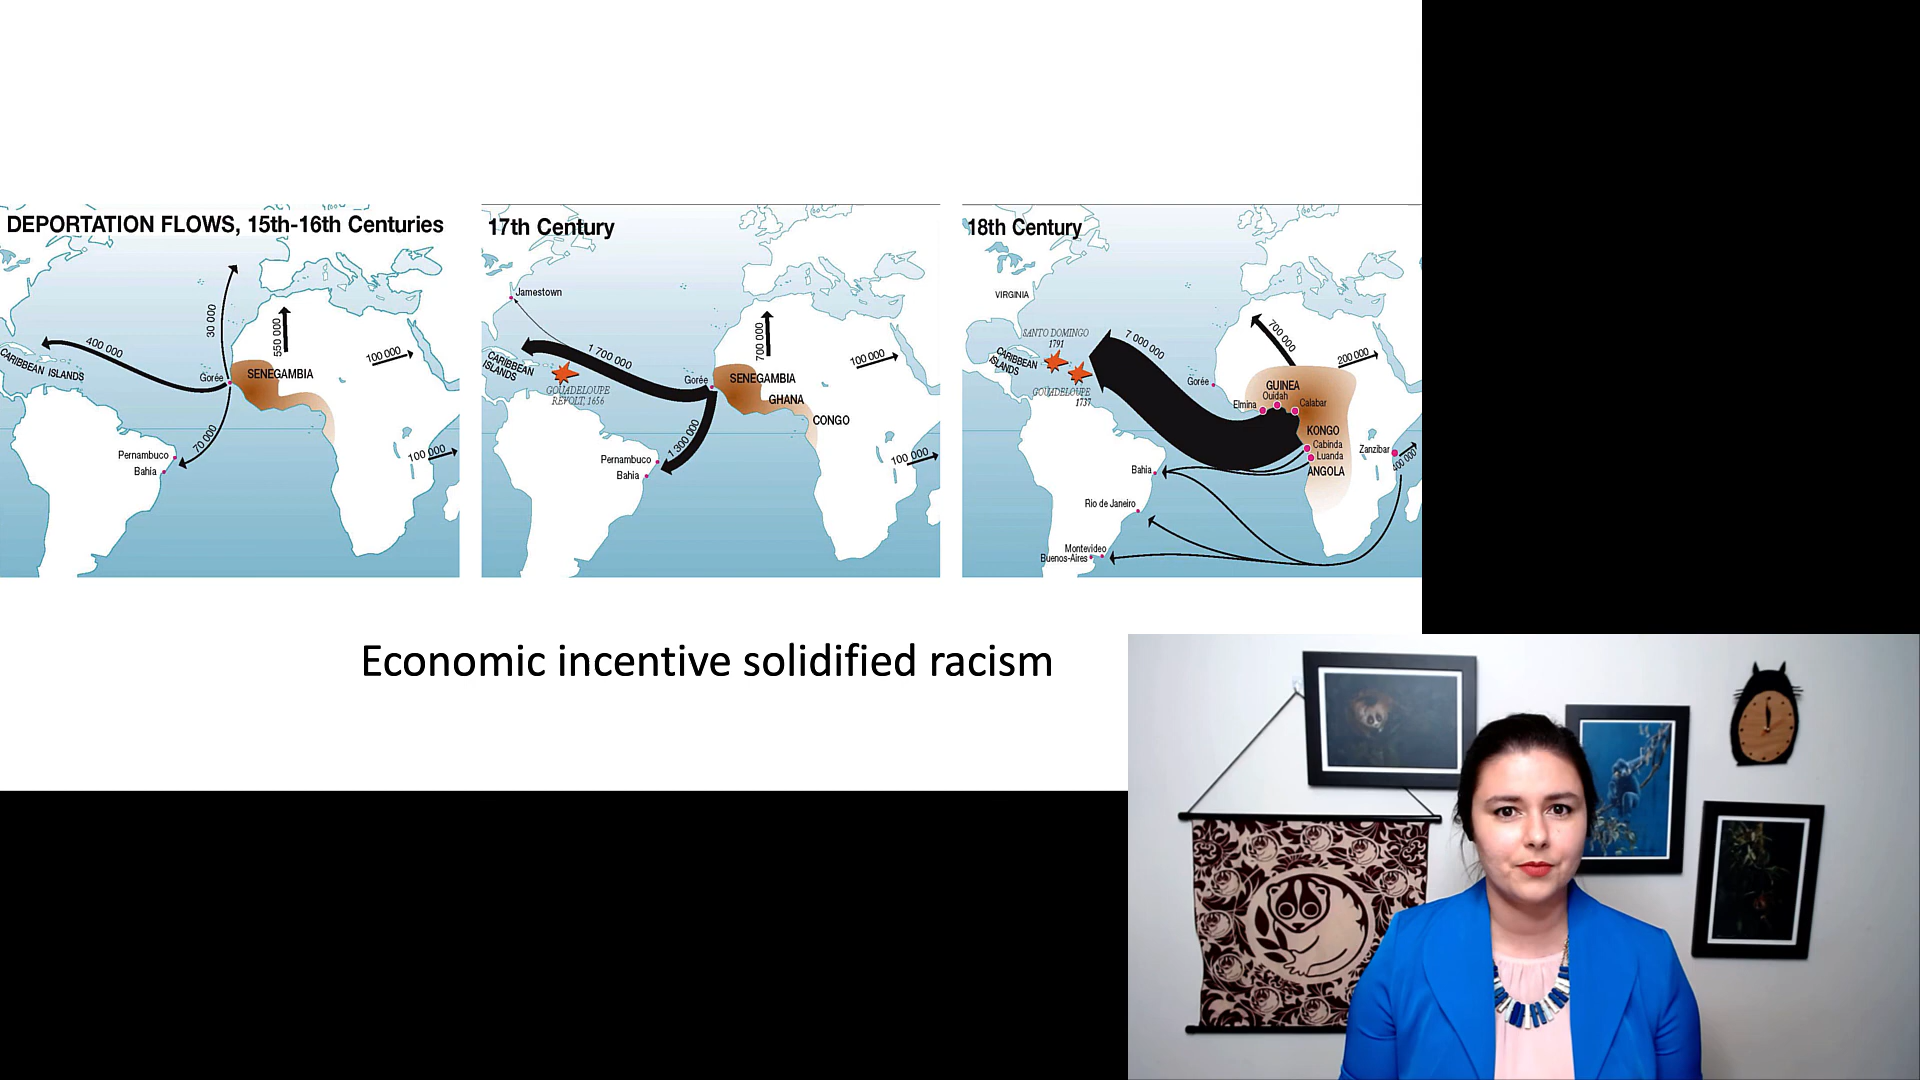 DEPORTATION FLOWS, 15th-16th Centuries
30 000
550 000
400 000
100 000
CARIBBEAN ISLANDS
Gorée
SENEGAMBIA
70 000
100 000
Pernambuco
Bahia
17th Century
Jamestown
700 000
1 700 000
100 000
CARIBBEAN
ISLANDS
Gorée
SENEGAMBIA
GOUADELOUPE
REVOLT, 1656
GHANA
CONGO
1 300 000
100 000
Pernambuco
Bahia
18th Century
VIRGINIA
SANTO DOMINGO
1791
7 000 000
700 000
200 000
CARIBBEAN
ISLANDS
GOUADELOUPE
1737
Gorée
GUINEA
Ouidah
Elmina
Calabar
KONGO
Cabinda
Luanda
ANGOLA
Zanzibar
400 000
Bahia
Rio de Janeiro
Montevideo
Buenos-Aires
Economic incentive solidified racism